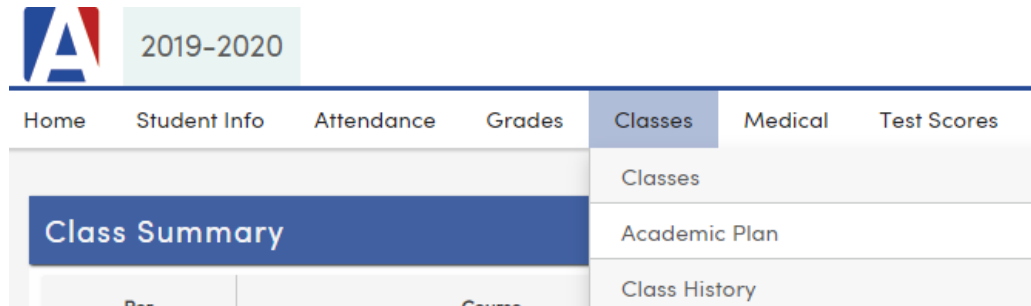 2019-2020
Home Student Info Attendance Grades Classes Medical Test Scores
Classes
Class Summary
Academic Plan
Class History